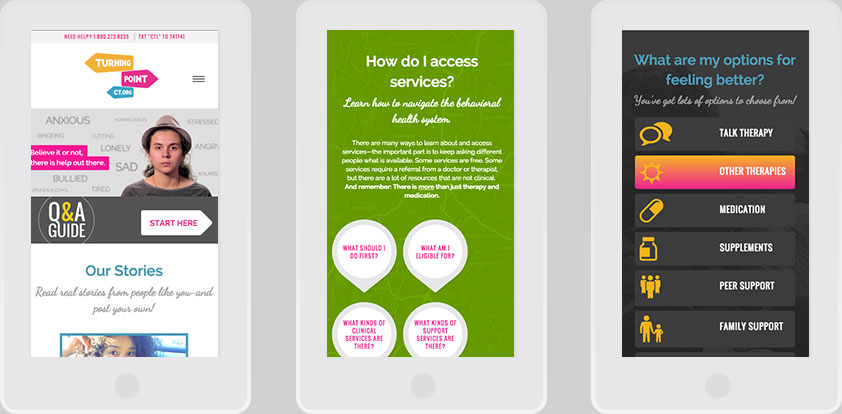 NEED HELP? 1-800-273-8255 | TXT "CTL" TO 741741
TURNING
POINT
CT.ORG
ANXIOUS
HEARING VOICES
STRESSED
BINGEING
CUTTING
LONELY
ANGRY
Believe it or not,
there is help out there.
SAD
ISOLATED
BULLIED
DRUGS & ALCOHOL
TIRED
Q&A
GUIDE
START HERE
Our Stories
Read real stories from people like you-and
post your own!
How do I access
services?
Learn how to navigate the behavioral
health system.
There are many ways to learn about and access
services—the important part is to keep asking different
people what is available. Some services are free. Some
services require a referral from a doctor or therapist,
but there are a lot of resources that are not clinical.
And remember: There is more than just therapy and
medication.
WHAT SHOULD I
DO FIRST?
WHAT AM I
ELIGIBLE FOR?
WHAT KINDS OF
CLINICAL
SERVICES ARE
THERE?
WHAT KINDS OF
SUPPORT
SERVICES ARE
THERE?
What are my options for
feeling better?
You've got lots of options to choose from!
TALK THERAPY
OTHER THERAPIES
MEDICATION
SUPPLEMENTS
PEER SUPPORT
FAMILY SUPPORT